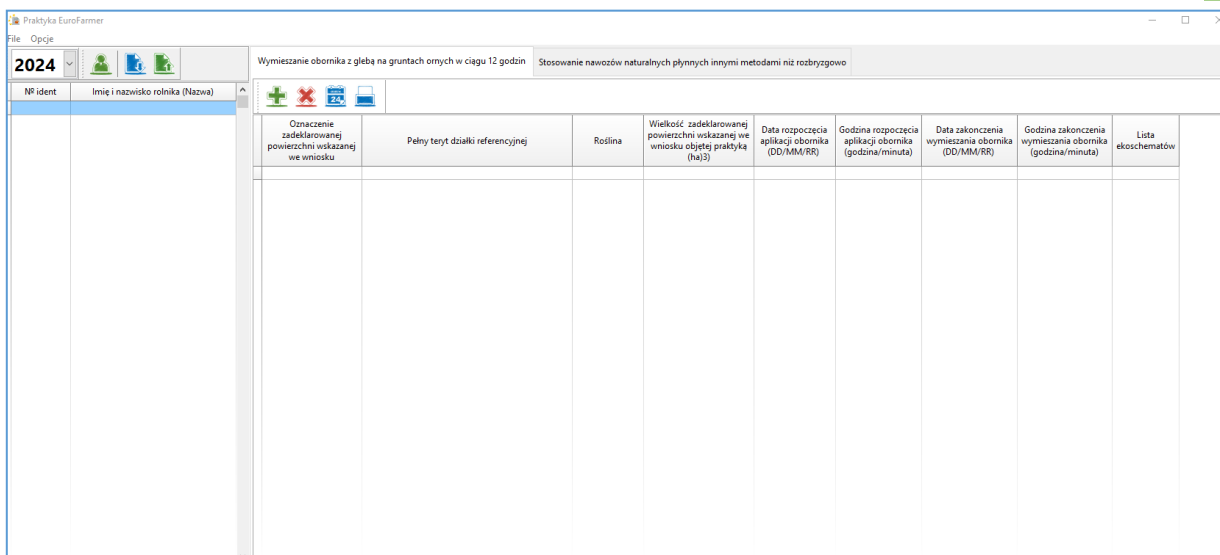 Praktyka EuroFarmer
File Opcje
2024
Wymieszanie obornika z glebą na gruntach ornych w ciągu 12 godzin
Stosowanie nawozów naturalnych płynnych innymi metodami niż rozbryzgowo
Nº ident
Imię i nazwisko rolnika (Nazwa)
24
Oznaczenie
zadeklarowanej
powierzchni wskazanej
we wniosku
Pełny teryt działki referencyjnej
Roślina
Wielkość zadeklarowanej
powierzchni wskazanej we
wniosku objętej praktyką
(ha)3)
Data rozpoczęcia
aplikacji obornika
(DD/MM/RR)
Godzina rozpoczęcia
aplikacji obornika
(godzina/minuta)
Data zakonczenia
wymieszania obornika
(DD/MM/RR)
Godzina zakonczenia
wymieszania obornika
(godzina/minuta)
Lista
ekoschematów